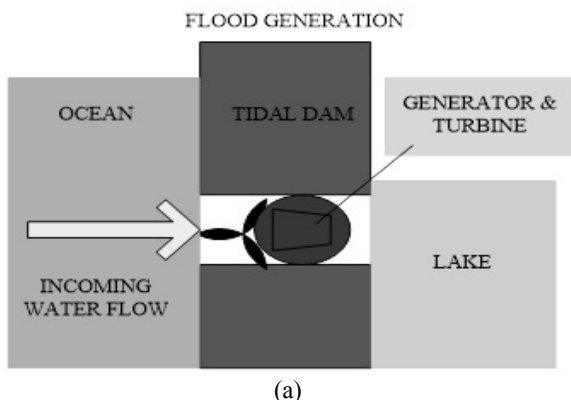 FLOOD GENERATION
OCEAN
TIDAL DAM
GENERATOR &
TURBINE
INCOMING
WATER FLOW
LAKE
(a)